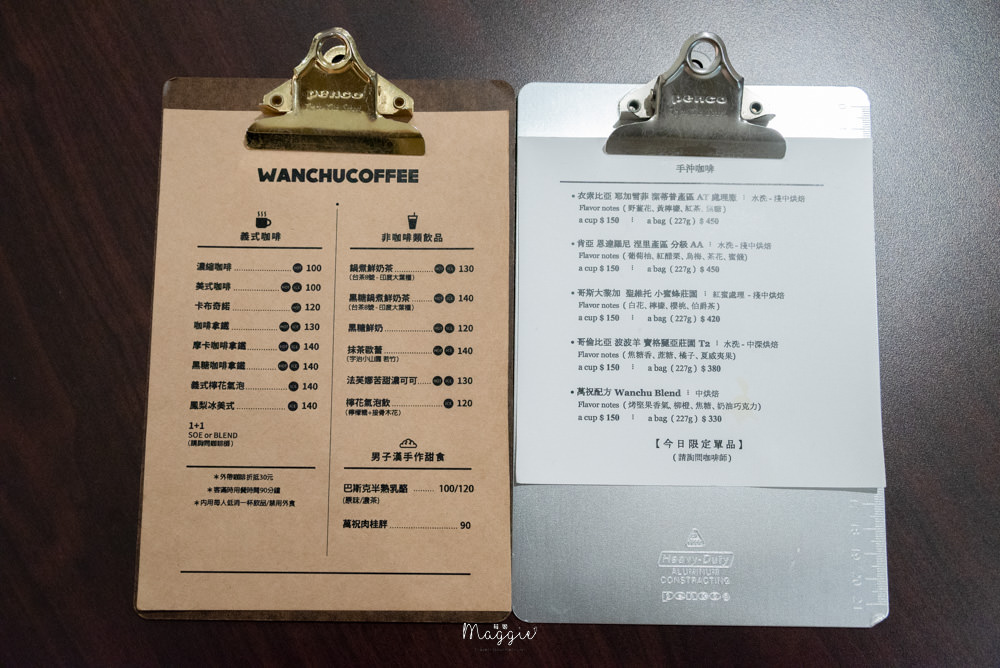 penco
WANCHUCOFFEE
義式咖啡
濃縮咖啡 100
美式咖啡 100
卡布奇諾 120
咖啡拿鐵 130
摩卡咖啡拿鐵 140
黑糖咖啡拿鐵 140
義式檸花氣泡 140
鳳梨冰美式 140
1+1
SOE or BLEND
(請詢問咖啡師)
*外帶咖啡折抵30元
*客滿時用餐時間90分鐘
*內用每人低消一杯飲品/禁用外食
非咖啡類飲品
鍋煮鮮奶茶 130
(台茶8號、印度大葉種)
黑糖鍋煮鮮奶茶 140
(台茶8號、印度大葉種)
黑糖鮮奶 120
抹茶歐蕾 140
(宇治小山園 若竹)
法芙娜苦甜濃可可 130
檸花氣泡飲 120
(檸檬糖+接骨木花)
男子漢手作甜食
巴斯克半熟乳酪 100/120
(原味/濃茶)
萬祝肉桂胖 90
penco
手沖咖啡
衣索比亞 耶加雪菲 潔蒂普產區 AT 處理廠 | 水洗 - 淺中烘焙
Flavor notes (野薑花、黃檸檬、紅茶、)
a cup $ 150 | a bag (227g) $ 450
肯亞 恩達羅尼 涅里產區 分級 AA | 水洗 - 淺中烘焙
Flavor notes (葡萄柚、紅醋栗、烏梅、茶花、蜜餞)
a cup $ 150 | a bag (227g) $ 450
哥斯大黎加 聖維托 小蜜蜂莊園 | 紅蜜處理 - 淺中烘焙
Flavor notes (白花、檸檬、櫻桃、伯爵茶)
a cup $ 150 | a bag (227g) $ 420
哥倫比亞 波波羊 寶格麗亞莊園 T2 | 水洗 - 中深烘焙
Flavor notes (焦糖香、蔗糖、橘子、夏威夷果)
a cup $ 150 | a bag (227g) $ 380
萬祝配方 Wanchu Blend | 中烘焙
Flavor notes (烤堅果香氣、柳橙、焦糖、奶油巧克力)
a cup $ 150 | a bag (227g) $ 330
【今日限定單品】
(請詢問咖啡師)
Heavy-Duty
ALUMINUM
CONSTRACTING
penco®
Maggie